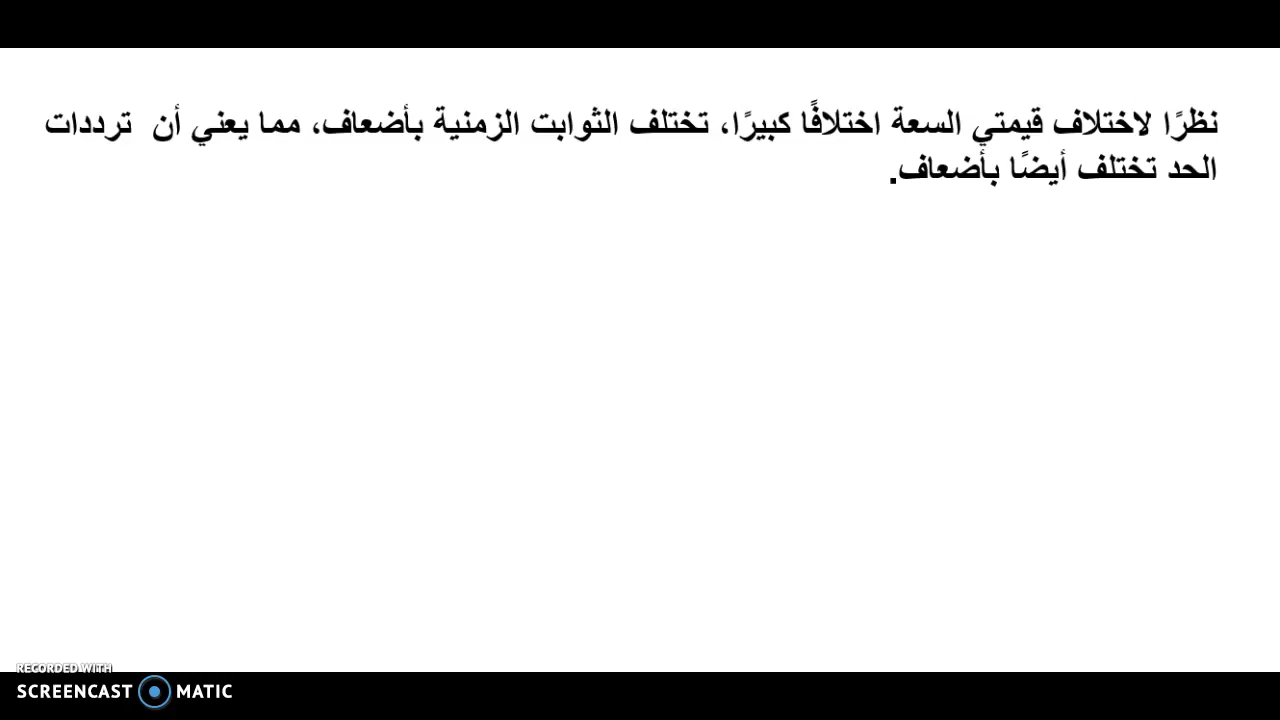 نظرًا لاختلاف قيمتي السعة اختلافًا كبيرًا، تختلف الثوابت الزمنية بأضعاف، مما يعني أن  ترددات
الحد تختلف أيضًا بأضعاف.
RECORDED WITH
SCREENCAST MATIC